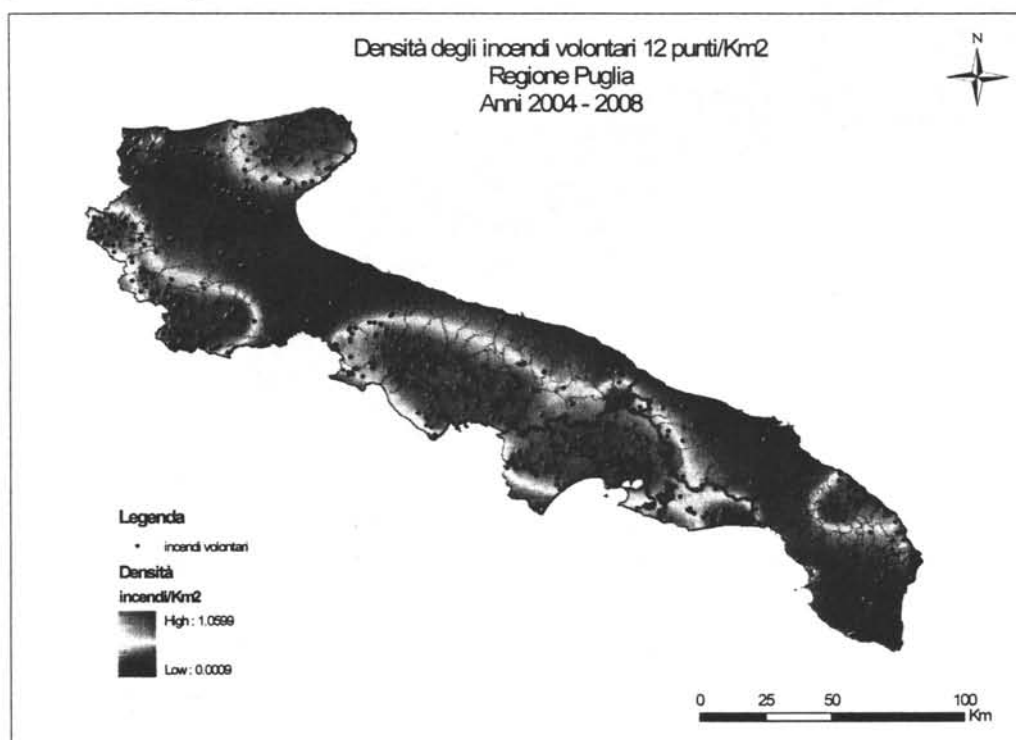 Densità degli incendi volontari 12 punti/Km2
Regione Puglia
Anni 2004 - 2008
N
Legenda
incendi volontari
Densità
incendi/Km2
High : 1.0599
Low : 0.0009
0 25 50 100
Km